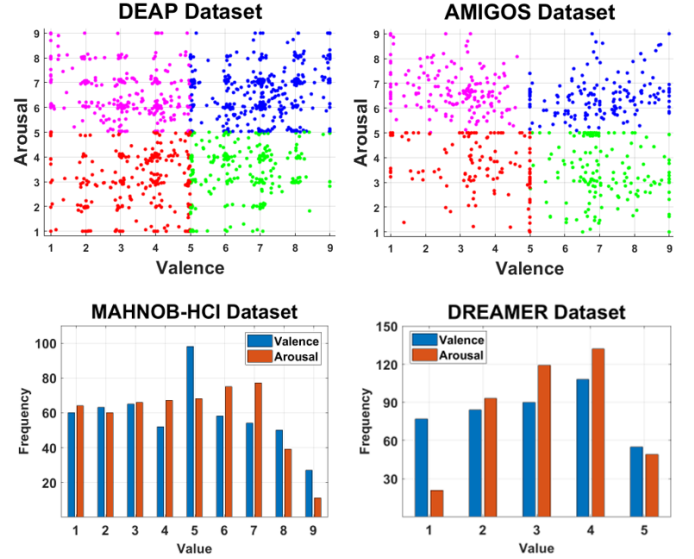 DEAP Dataset
Arousal
9
8
7
6
5
4
3
2
1
1 2 3 4 5 6 7 8 9
Valence
AMIGOS Dataset
9
8
7
6
5
4
3
2
1
1 2 3 4 5 6 7 8 9
Valence
MAHNOB-HCI Dataset
Frequency
100
80
60
40
20
Valence
Arousal
1 2 3 4 5 6 7 8 9
Value
DREAMER Dataset
Frequency
150
120
90
60
30
Valence
Arousal
1 2 3 4 5
Value